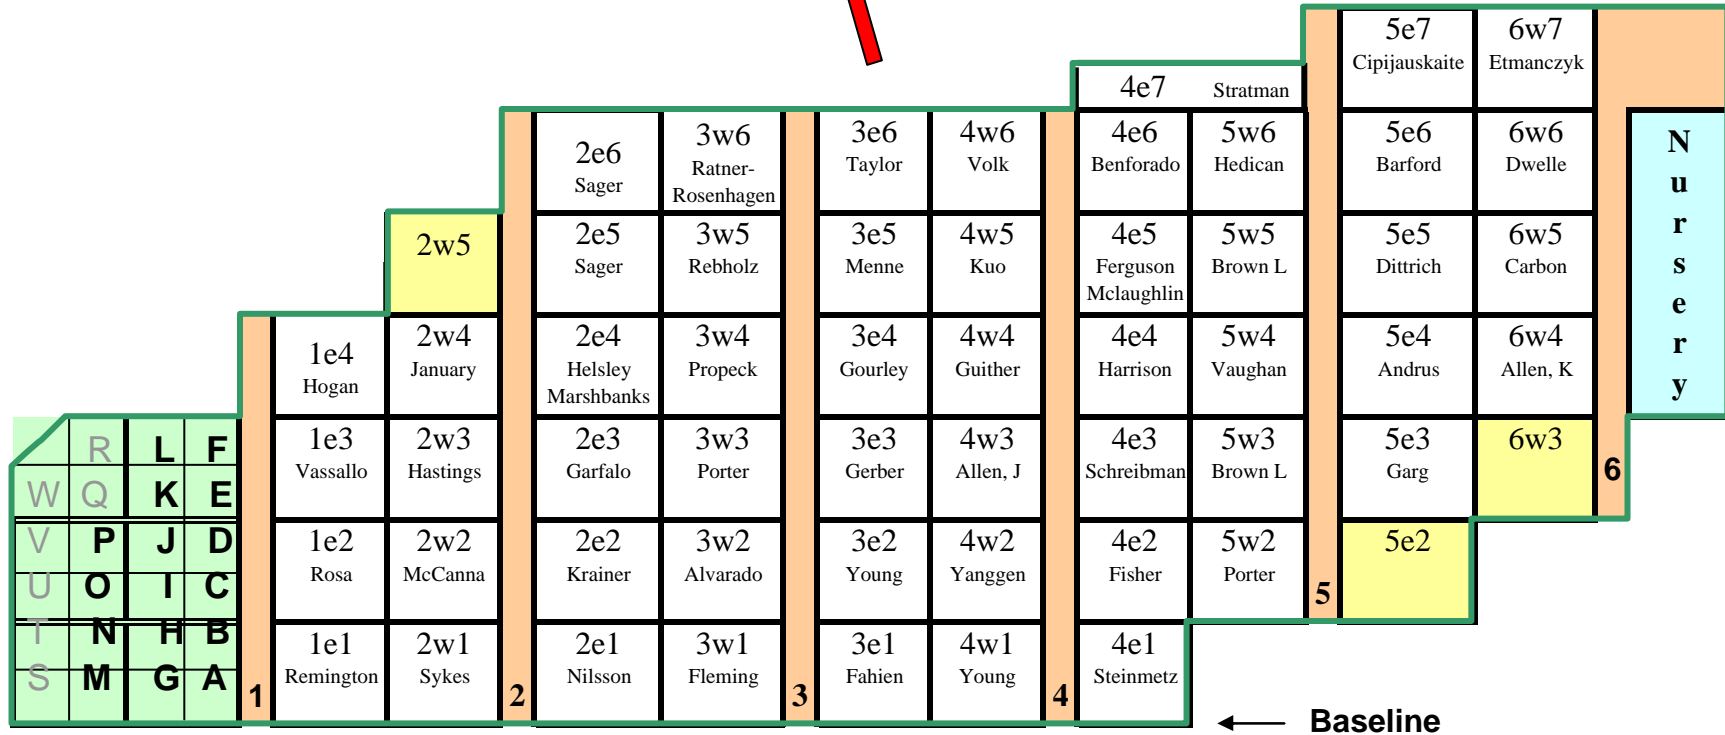 5e7 6w7
Cipijauskaite Etmanczyk
4e7 Stratman
2e6 3w6 3e6 4w6 4e6 5w6 5e6 6w6
Sager Ratner-Rosenhagen Taylor Volk Benforado Hedican Barford Dwelle
2w5 2e5 3w5 3e5 4w5 4e5 5w5 5e5 6w5
Sager Rebholz Menne Kuo Ferguson Mclaughlin Brown L Dittrich Carbon
Nursery
1e4 2w4 2e4 3w4 3e4 4w4 4e4 5w4 5e4 6w4
Hogan January Helsley Marshbanks Propeck Gourley Guither Harrison Vaughan Andrus Allen, K
R L F
1e3 2w3 2e3 3w3 3e3 4w3 4e3 5w3 5e3 6w3
Vassallo Hastings Garfalo Porter Gerber Allen, J Schreibman Brown L Garg
6
W Q K E
V P J D
1e2 2w2 2e2 3w2 3e2 4w2 4e2 5w2 5e2
Rosa McCanna Krainer Alvarado Young Yanggen Fisher Porter
U O I C
5
T N H B
1e1 2w1 2e1 3w1 3e1 4w1 4e1
Remington Sykes Nilsson Fleming Fahien Young Steinmetz
S M G A
1 2 3 4
Baseline